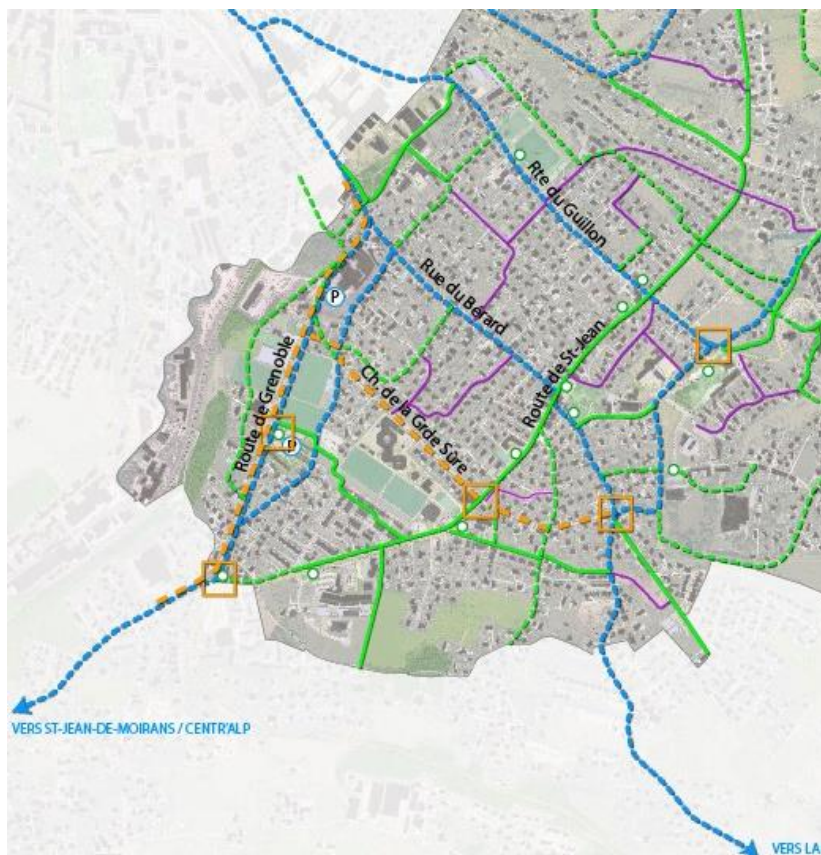 Rte du Guillon
Rue du Bérard
P
Route de St-Jean
Route de Grenoble
Ch. de la Grde Sûre
P
VERS ST-JEAN-DE-MOIRANS / CENTR'ALP
VERS LA